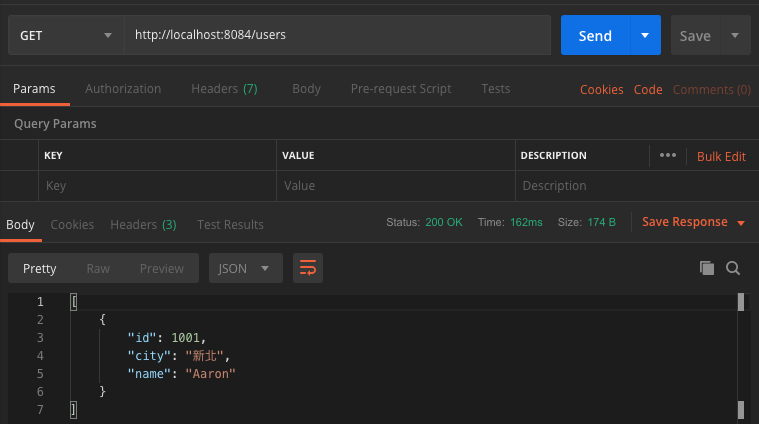 GET http://localhost:8084/users Send Save
Params Authorization Headers (7) Body Pre-request Script Tests Cookies Code Comments (0)
Query Params
KEY VALUE DESCRIPTION ••• Bulk Edit
Key Value Description
Body Cookies Headers (3) Test Results Status: 200 OK Time: 162ms Size: 174 B Save Response
Pretty Raw Preview JSON
1 [
2 {
3 "id": 1001,
4 "city": "新北",
5 "name": "Aaron"
6 }
7 ]